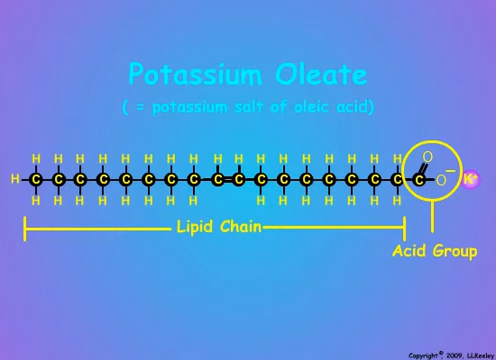 Potassium Oleate
( = potassium salt of oleic acid)
H H H H H H H H H H H H H H H H H O
H C C C C C C C C C C C C C C C C C C O− K+
H H H H H H H H H H H H H H H
Lipid Chain
Acid Group
Copyright © 2009, LLKeeley